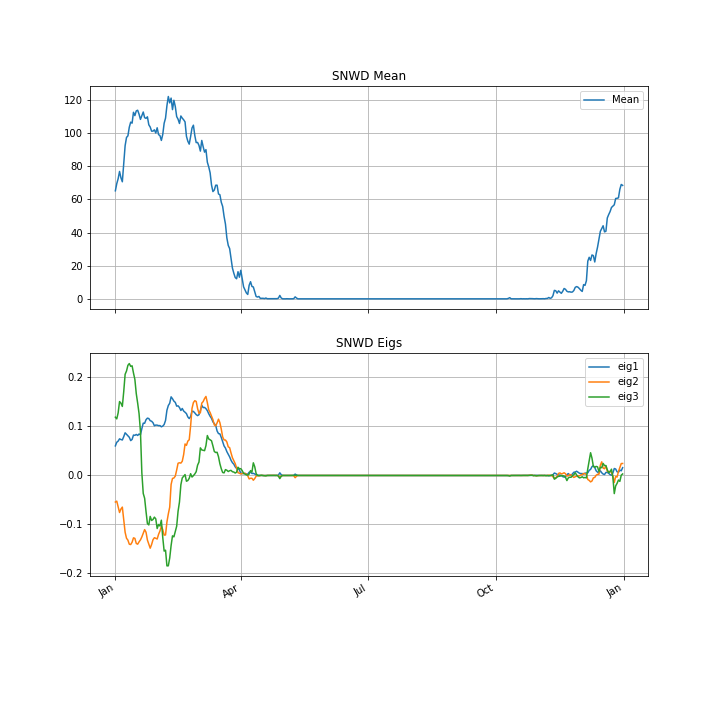 SNWD Mean
Mean
120
100
80
60
40
20
0
SNWD Eigs
eig1
eig2
eig3
0.2
0.1
0.0
−0.1
−0.2
Jan
Apr
Jul
Oct
Jan